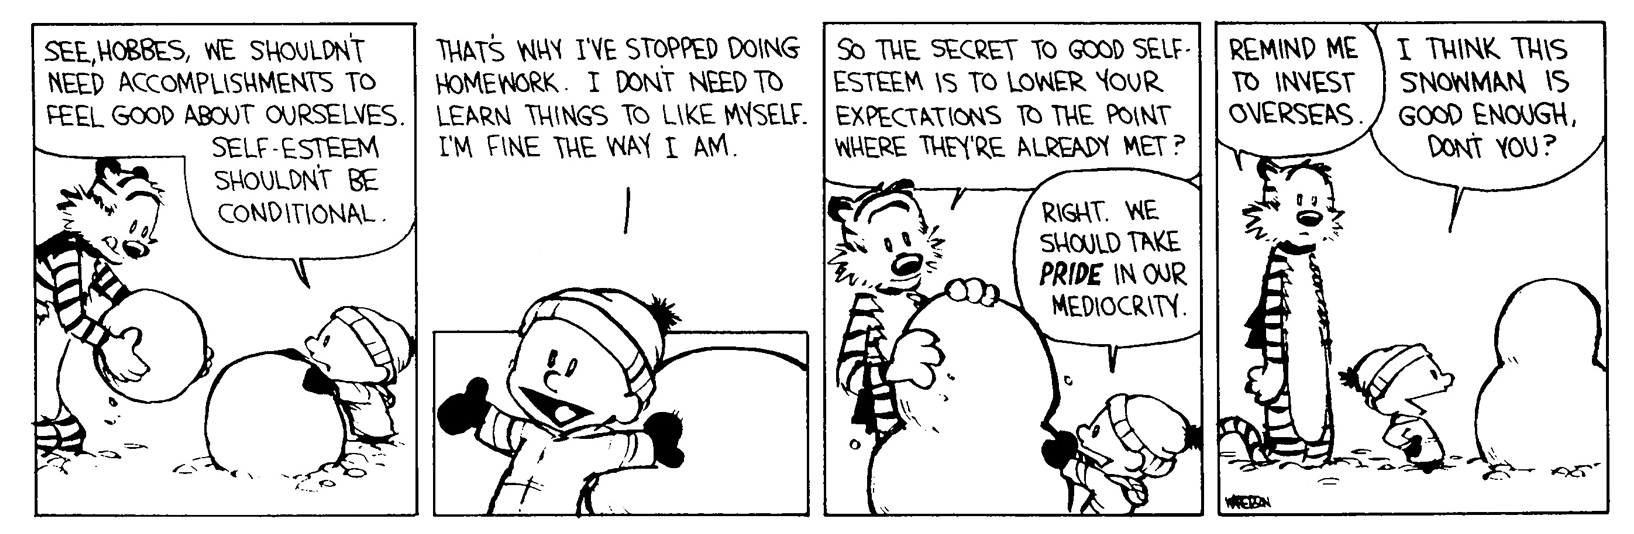 SEE, HOBBES, WE SHOULDN'T
NEED ACCOMPLISHMENTS TO
FEEL GOOD ABOUT OURSELVES.
SELF-ESTEEM
SHOULDN'T BE
CONDITIONAL.
THAT'S WHY I'VE STOPPED DOING
HOMEWORK. I DON'T NEED TO
LEARN THINGS TO LIKE MYSELF.
I'M FINE THE WAY I AM.
SO THE SECRET TO GOOD SELF-
ESTEEM IS TO LOWER YOUR
EXPECTATIONS TO THE POINT
WHERE THEY'RE ALREADY MET?
RIGHT. WE
SHOULD TAKE
PRIDE IN OUR
MEDIOCRITY.
REMIND ME
TO INVEST
OVERSEAS.
I THINK THIS
SNOWMAN IS
GOOD ENOUGH,
DON'T YOU?
WATTERSON